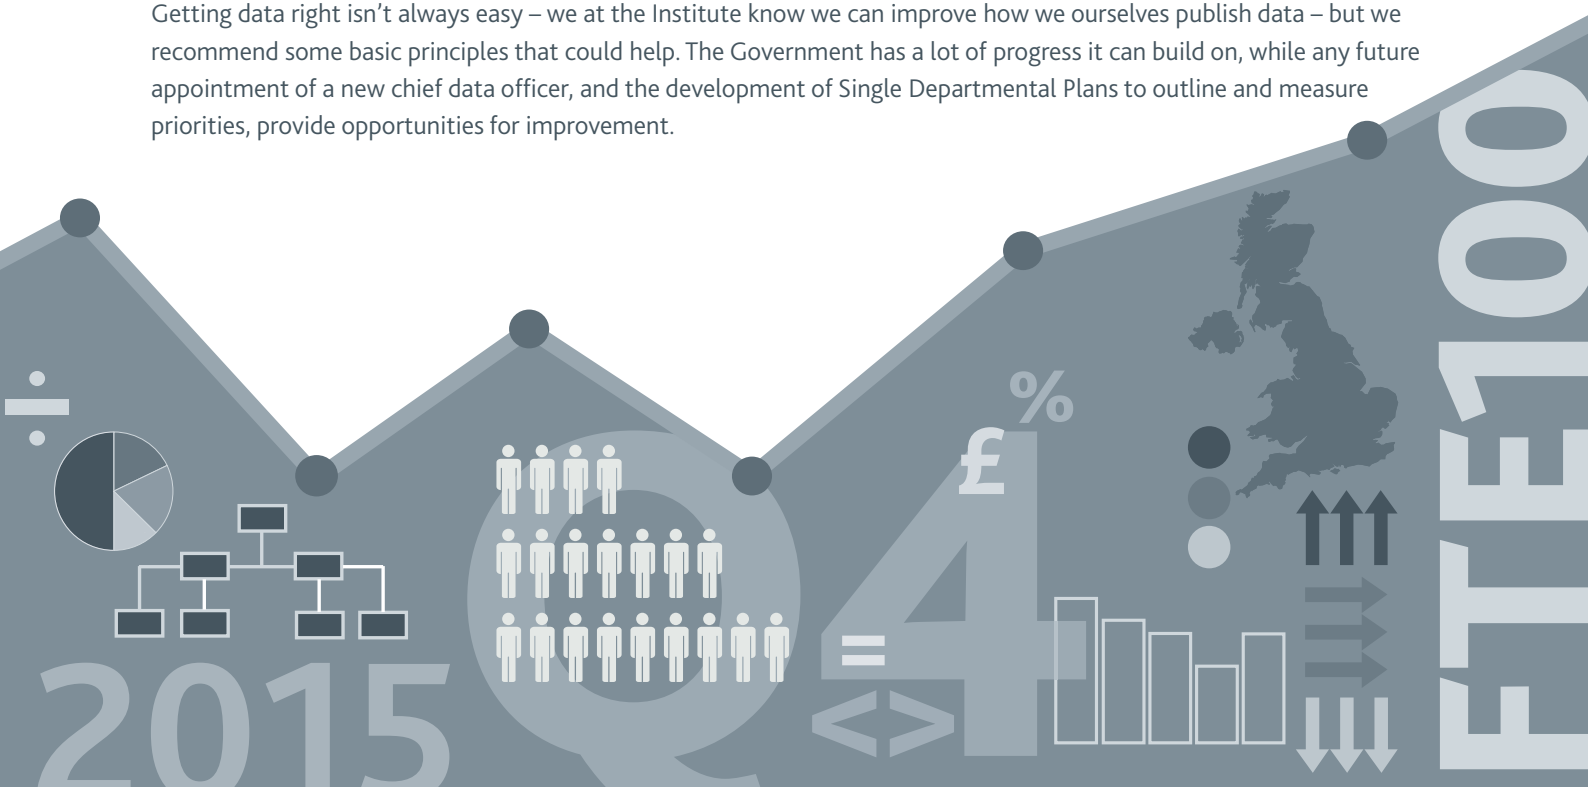 Getting data right isn’t always easy – we at the Institute know we can improve how we ourselves publish data – but we
recommend some basic principles that could help. The Government has a lot of progress it can build on, while any future
appointment of a new chief data officer, and the development of Single Departmental Plans to outline and measure
priorities, provide opportunities for improvement.
÷
%
£
=
<>
2015
Q4
FTE100